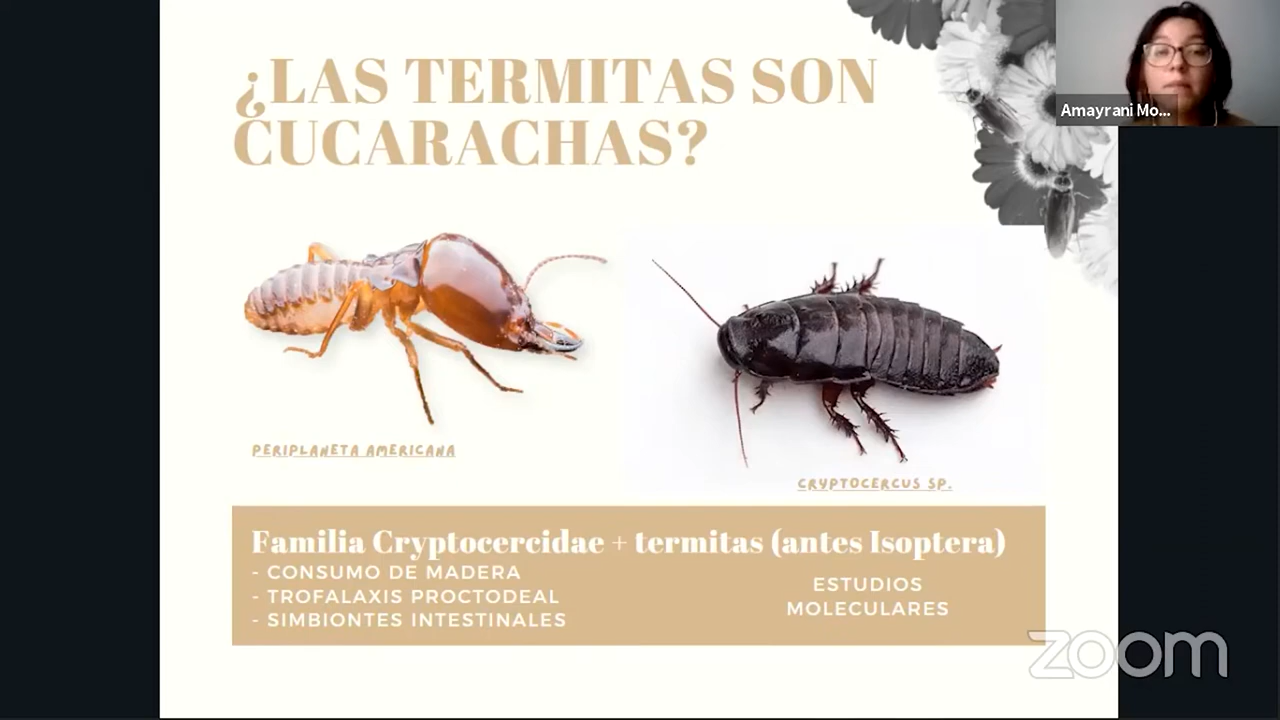 ¿LAS TERMITAS SON
CUCARACHAS?
Amayrani Mo...
PERIPLANETA AMERICANA
CRYPTOCERCUS SP.
Familia Cryptocercidae + termitas (antes Isoptera)
- CONSUMO DE MADERA
- TROFALAXIS PROCTODEAL
- SIMBIONTES INTESTINALES
ESTUDIOS
MOLECULARES
zoom